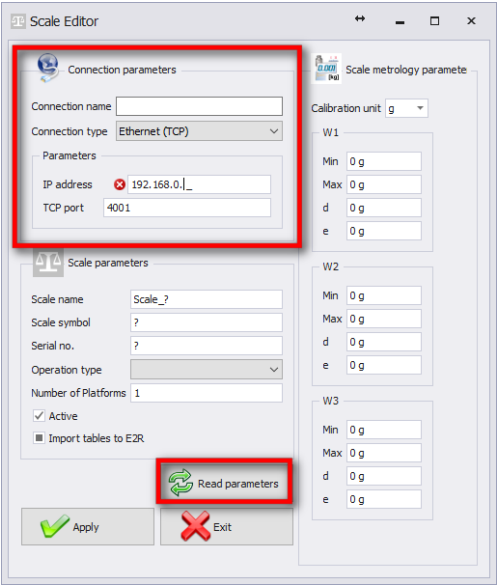 Scale Editor
Connection parameters
Connection name
Connection type Ethernet (TCP)
Parameters
IP address 192.168.0. _
TCP port 4001
Scale parameters
Scale name Scale_?
Scale symbol ?
Serial no. ?
Operation type
Number of Platforms 1
Active
Import tables to E2R
Read parameters
Apply
Exit
0.001
[kg]
Scale metrology paramete
Calibration unit g
W1
Min 0 g
Max 0 g
d 0 g
e 0 g
W2
Min 0 g
Max 0 g
d 0 g
e 0 g
W3
Min 0 g
Max 0 g
d 0 g
e 0 g